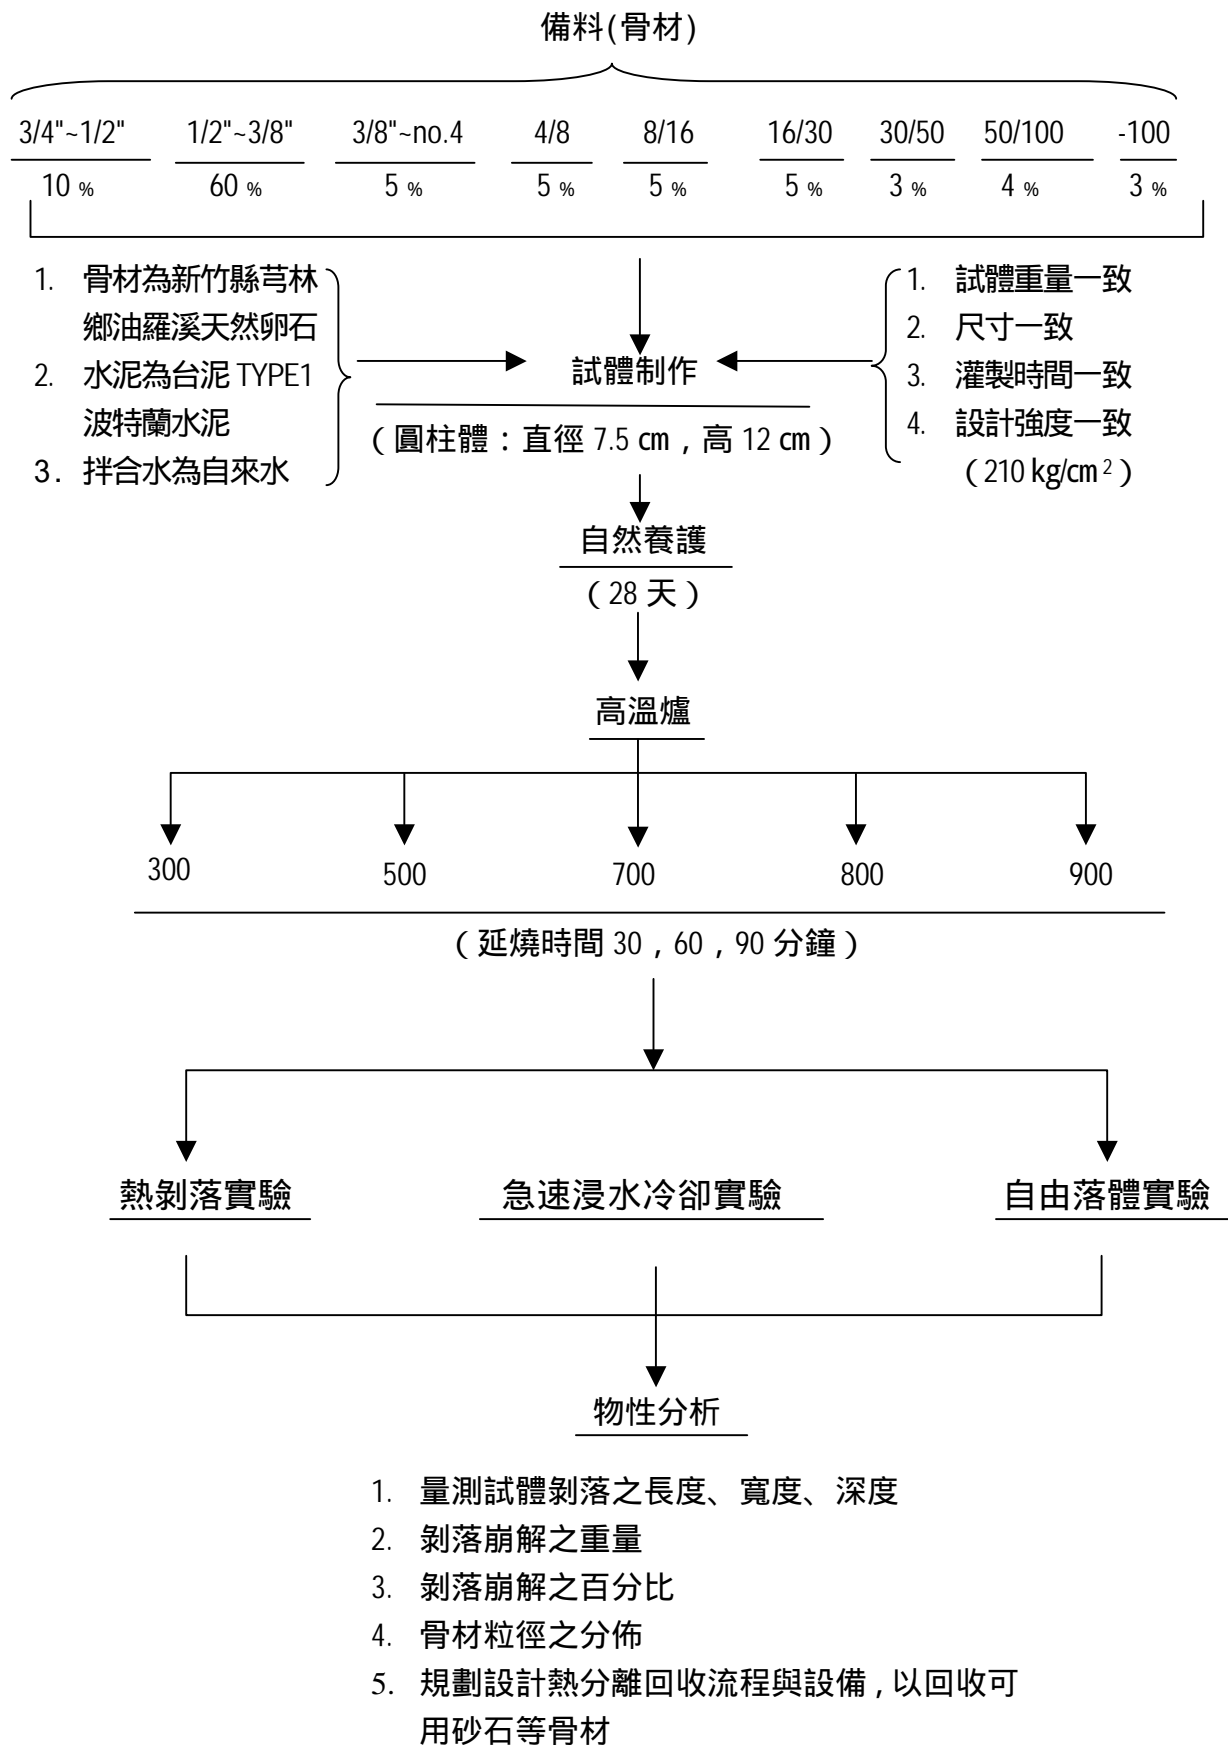 備料(骨材)
3/4"~1/2" 1/2"~3/8" 3/8"~no.4 4/8 8/16 16/30 30/50 50/100 -100
10 % 60 % 5 % 5 % 5 % 5 % 3 % 4 % 3 %
1. 骨材為新竹縣芎林
鄉油羅溪天然卵石
2. 水泥為台泥 TYPE1
波特蘭水泥
3. 拌合水為自來水
試體制作
(圓柱體:直徑 7.5 cm,高 12 cm)
1. 試體重量一致
2. 尺寸一致
3. 灌製時間一致
4. 設計強度一致
(210 kg/cm²)
自然養護
(28 天)
高溫爐
300 500 700 800 900
(延燒時間 30,60,90 分鐘)
熱剝落實驗 急速浸水冷卻實驗 自由落體實驗
物性分析
1. 量測試體剝落之長度、寬度、深度
2. 剝落崩解之重量
3. 剝落崩解之百分比
4. 骨材粒徑之分佈
5. 規劃設計熱分離回收流程與設備,以回收可
用砂石等骨材